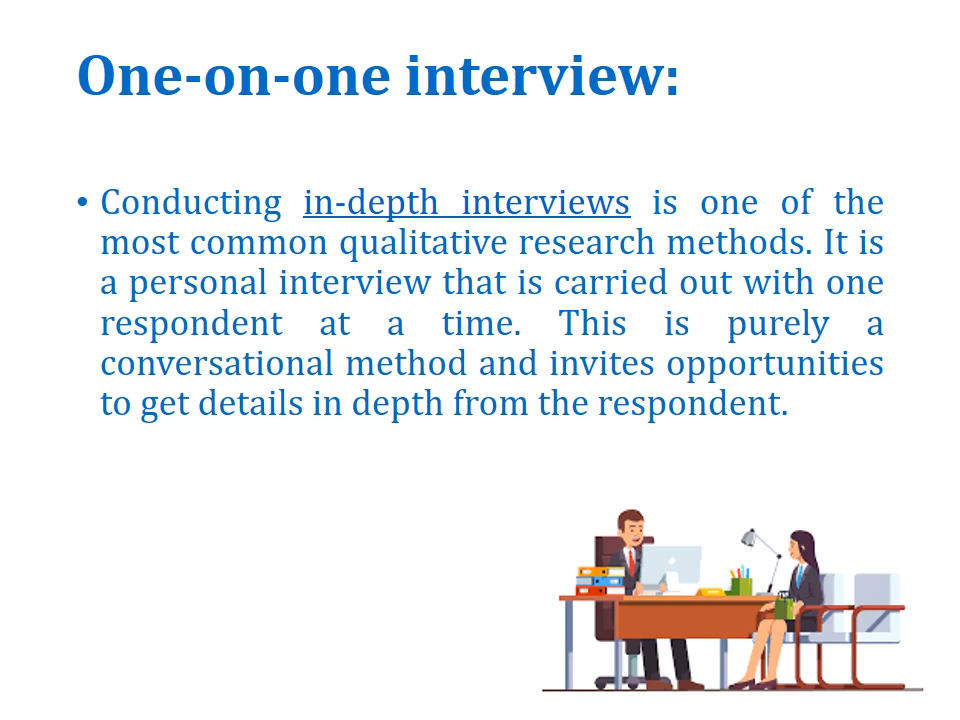 One-on-one interview:
• Conducting in-depth interviews is one of the
most common qualitative research methods. It is
a personal interview that is carried out with one
respondent at a time. This is purely a
conversational method and invites opportunities
to get details in depth from the respondent.